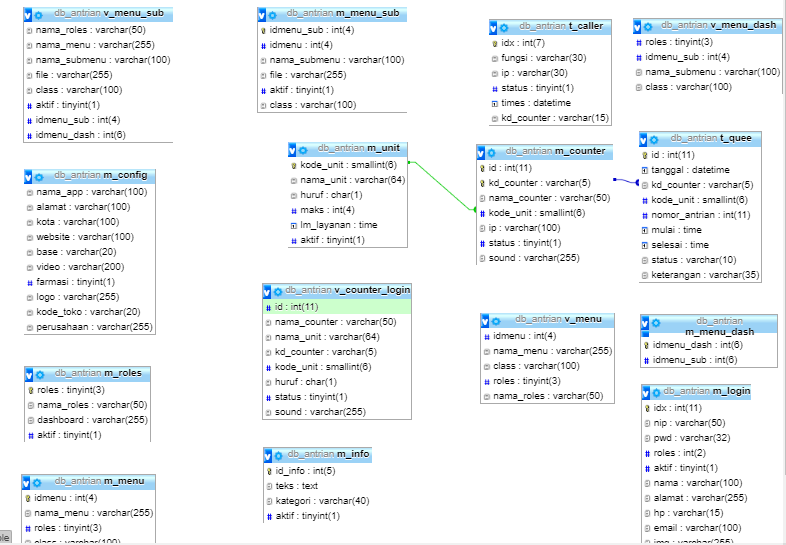 db_antrian v_menu_sub
nama_roles : varchar(50)
nama_menu : varchar(255)
nama_submenu : varchar(100)
file : varchar(255)
class : varchar(100)
aktif : tinyint(1)
idmenu_sub : int(4)
idmenu_dash : int(6)
db_antrian m_menu_sub
idmenu_sub : int(4)
idmenu : int(4)
nama_submenu : varchar(100)
file : varchar(255)
aktif : tinyint(1)
class : varchar(100)
db_antrian t_caller
idx : int(7)
fungsi : varchar(30)
ip : varchar(30)
status : tinyint(1)
times : datetime
kd_counter : varchar(15)
db_antrian v_menu_dash
roles : tinyint(3)
idmenu_sub : int(4)
nama_submenu : varchar(100)
class : varchar(100)
db_antrian m_unit
kode_unit : smallint(6)
nama_unit : varchar(64)
huruf : char(1)
maks : int(4)
lm_layanan : time
aktif : tinyint(1)
db_antrian m_counter
id : int(11)
kd_counter : varchar(5)
nama_counter : varchar(50)
kode_unit : smallint(6)
ip : varchar(100)
status : tinyint(1)
sound : varchar(255)
db_antrian t_quee
id : int(11)
tanggal : datetime
kd_counter : varchar(5)
kode_unit : smallint(6)
nomor_antrian : int(11)
mulai : time
selesai : time
status : varchar(10)
keterangan : varchar(35)
db_antrian m_config
nama_app : varchar(100)
alamat : varchar(100)
kota : varchar(100)
website : varchar(100)
base : varchar(20)
video : varchar(200)
farmasi : tinyint(1)
logo : varchar(255)
kode_toko : varchar(20)
perusahaan : varchar(255)
db_antrian v_counter_login
id : int(11)
nama_counter : varchar(50)
nama_unit : varchar(64)
kd_counter : varchar(5)
kode_unit : smallint(6)
huruf : char(1)
status : tinyint(1)
sound : varchar(255)
db_antrian v_menu
idmenu : int(4)
nama_menu : varchar(255)
class : varchar(100)
roles : tinyint(3)
nama_roles : varchar(50)
db_antrian
m_menu_dash
idmenu_dash : int(6)
idmenu_sub : int(6)
db_antrian m_roles
roles : tinyint(3)
nama_roles : varchar(50)
dashboard : varchar(255)
aktif : tinyint(1)
db_antrian m_info
id_info : int(5)
teks : text
kategori : varchar(40)
aktif : tinyint(1)
db_antrian m_login
idx : int(11)
nip : varchar(50)
pwd : varchar(32)
roles : int(2)
aktif : tinyint(1)
nama : varchar(100)
alamat : varchar(255)
hp : varchar(15)
email : varchar(100)
img : varchar(255)
db_antrian m_menu
idmenu : int(4)
nama_menu : varchar(255)
roles : tinyint(3)
class : varchar(100)